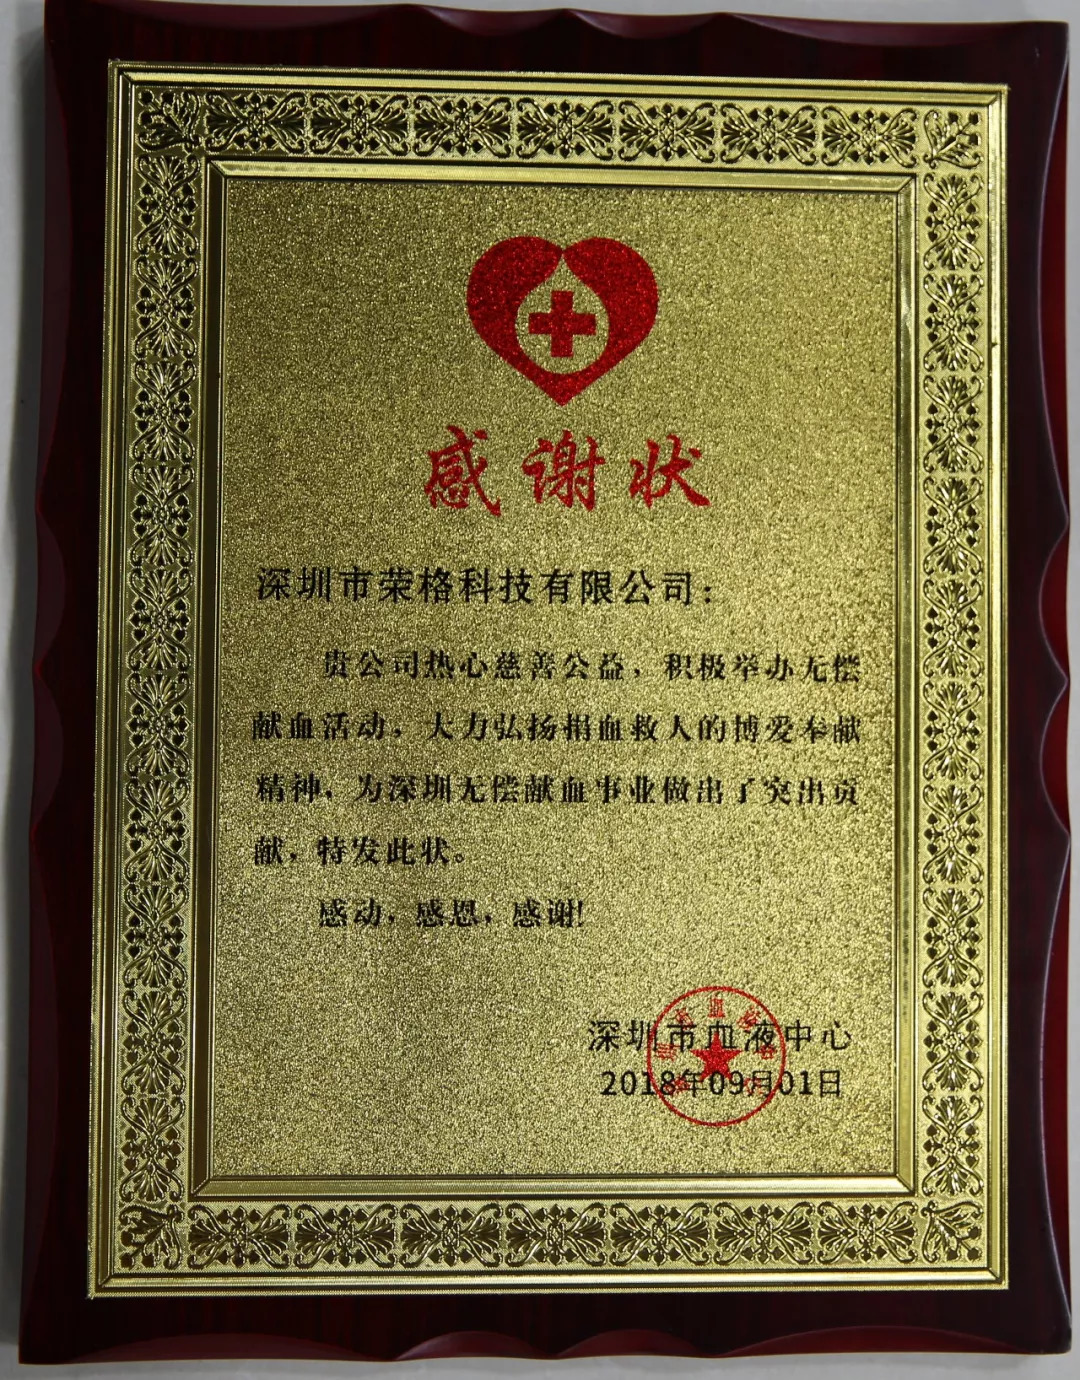 感谢状
深圳市荣格科技有限公司：
贵公司热心慈善公益，积极举办无偿
献血活动，大力弘扬捐血救人的博爱奉献
精神，为深圳无偿献血事业做出了突出贡
献，特发此状。
感动，感恩，感谢!
深圳市血液中心
2018年09月01日